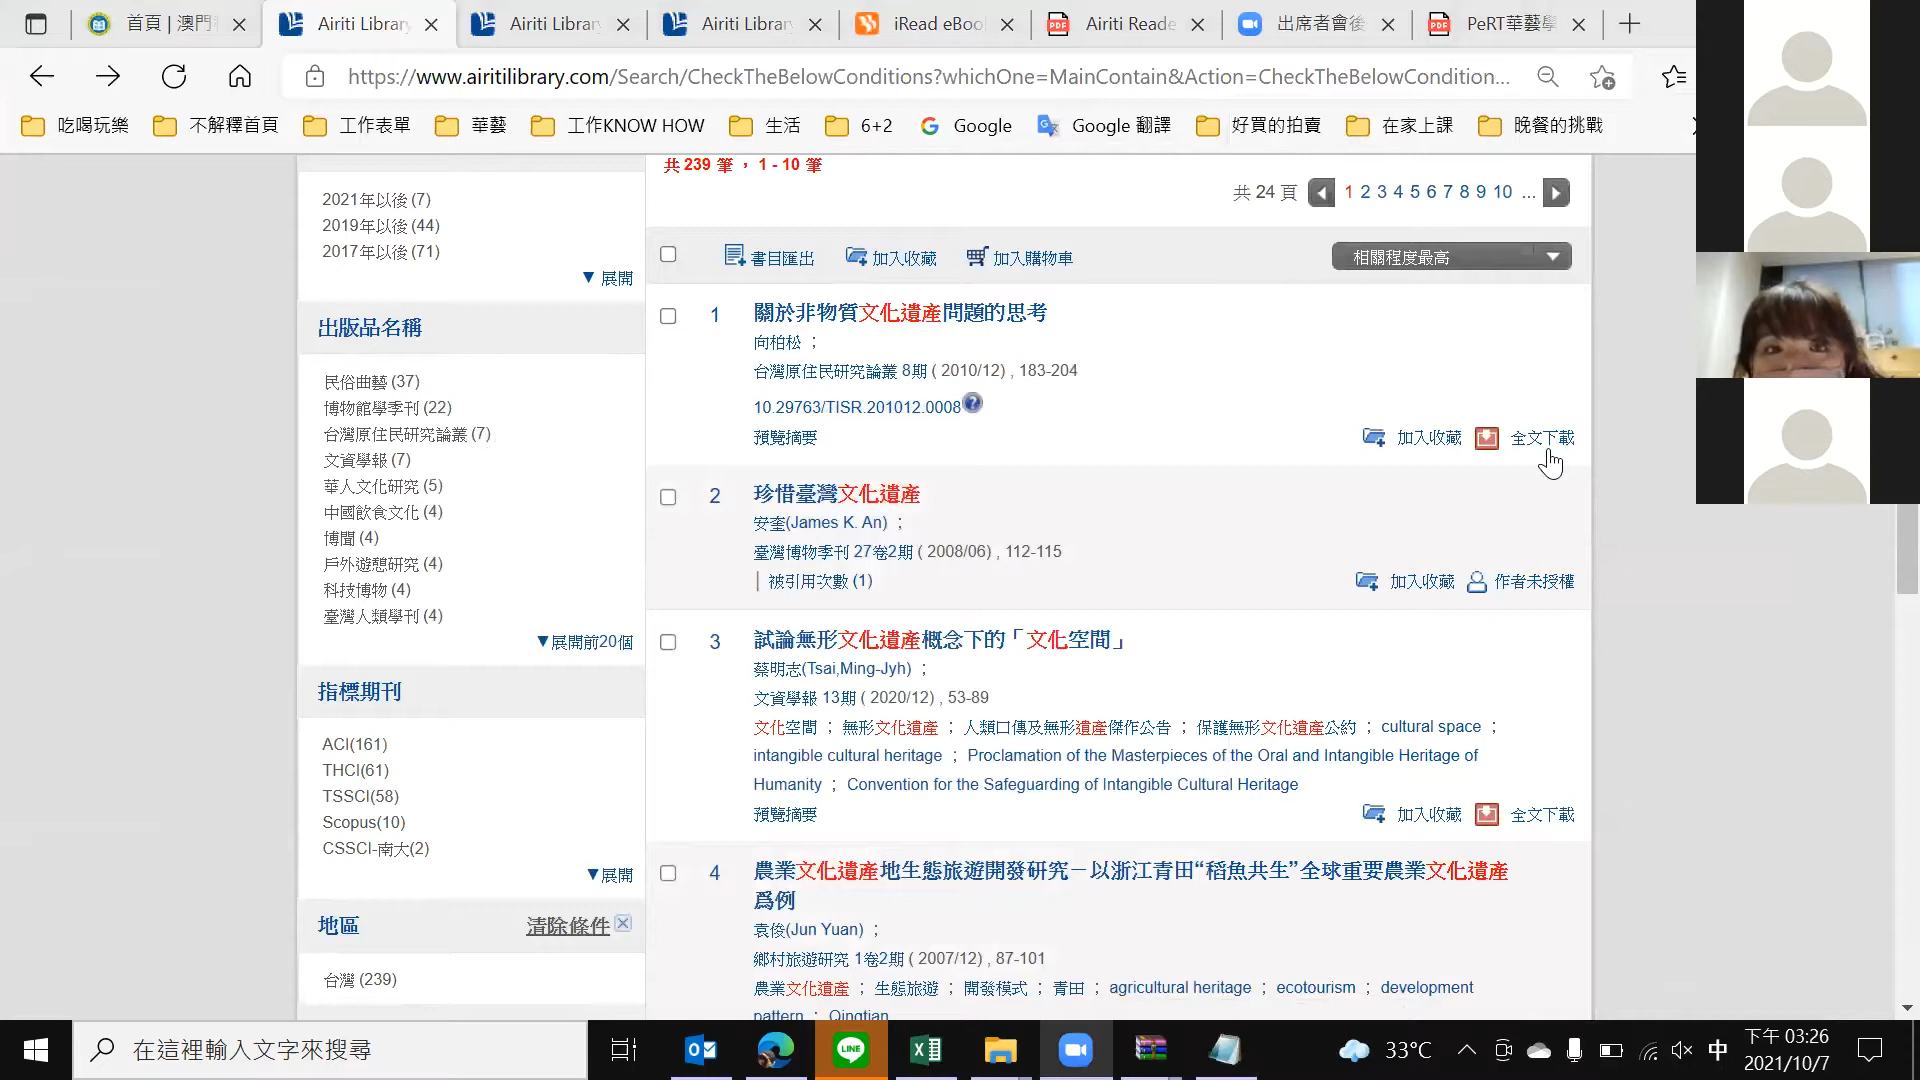 首頁 | 澳門
Airiti Library
Airiti Library
Airiti Library
iRead eBoo
Airiti Reade
出席者會後
PeRT華藝學
https://www.airitilibrary.com/Search/CheckTheBelowConditions?whichOne=MainContain&Action=CheckTheBelowCondition...
吃喝玩樂
不解釋首頁
工作表單
華藝
工作KNOW HOW
生活
6+2
Google
Google 翻譯
好買的拍賣
在家上課
晚餐的挑戰
2021年以後 (7)
2019年以後 (44)
2017年以後 (71)
▼ 展開
出版品名稱
民俗曲藝 (37)
博物館學季刊 (22)
台灣原住民研究論叢 (7)
文資學報 (7)
華人文化研究 (5)
中國飲食文化 (4)
博聞 (4)
戶外遊憩研究 (4)
科技博物 (4)
臺灣人類學刊 (4)
▼展開前20個
指標期刊
ACI(161)
THCI(61)
TSSCI(58)
Scopus(10)
CSSCI-南大(2)
▼展開
地區 清除條件
台灣 (239)
共 239 筆 , 1 - 10 筆
共 24 頁 1 2 3 4 5 6 7 8 9 10 ...
書目匯出 加入收藏 加入購物車 相關程度最高
1 關於非物質文化遺產問題的思考
向柏松 ;
台灣原住民研究論叢 8期 ( 2010/12) , 183-204
10.29763/TISR.201012.0008
預覽摘要 加入收藏 全文下載
2 珍惜臺灣文化遺產
安奎(James K. An) ;
臺灣博物季刊 27卷2期 ( 2008/06) , 112-115
| 被引用次數 (1) 加入收藏 作者未授權
3 試論無形文化遺產概念下的「文化空間」
蔡明志(Tsai,Ming-Jyh) ;
文資學報 13期 ( 2020/12) , 53-89
文化空間 ; 無形文化遺產 ; 人類口傳及無形遺產傑作公告 ; 保護無形文化遺產公約 ; cultural space ;
intangible cultural heritage ; Proclamation of the Masterpieces of the Oral and Intangible Heritage of
Humanity ; Convention for the Safeguarding of Intangible Cultural Heritage
預覽摘要 加入收藏 全文下載
4 農業文化遺產地生態旅遊開發研究－以浙江青田“稻魚共生”全球重要農業文化遺產
爲例
袁俊(Jun Yuan) ;
鄉村旅遊研究 1卷2期 ( 2007/12) , 87-101
農業文化遺產 ; 生態旅遊 ; 開發模式 ; 青田 ; agricultural heritage ; ecotourism ; development
pattern ; Qingtian
在這裡輸入文字來搜尋
LINE
33°C
中
下午 03:26
2021/10/7